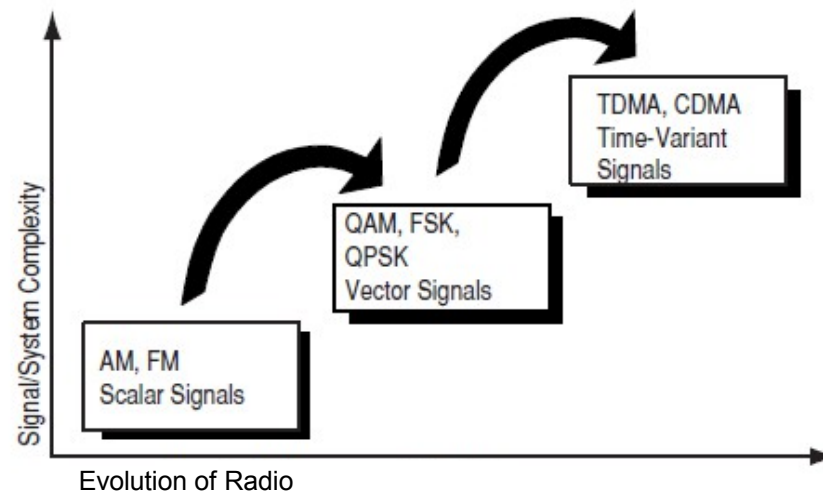 TDMA, CDMA
Time-Variant
Signals
QAM, FSK,
QPSK
Vector Signals
AM, FM
Scalar Signals
Signal/System Complexity
Evolution of Radio